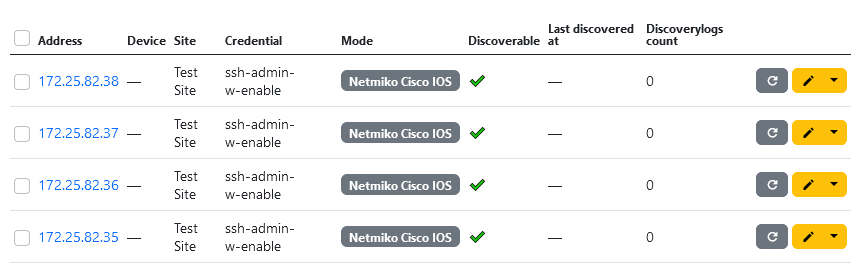 Address Device Site Credential Mode Discoverable Last discovered at Discoverylogs count
172.25.82.38 — Test Site ssh-admin-w-enable Netmiko Cisco IOS — 0
172.25.82.37 — Test Site ssh-admin-w-enable Netmiko Cisco IOS — 0
172.25.82.36 — Test Site ssh-admin-w-enable Netmiko Cisco IOS — 0
172.25.82.35 — Test Site ssh-admin-w-enable Netmiko Cisco IOS — 0